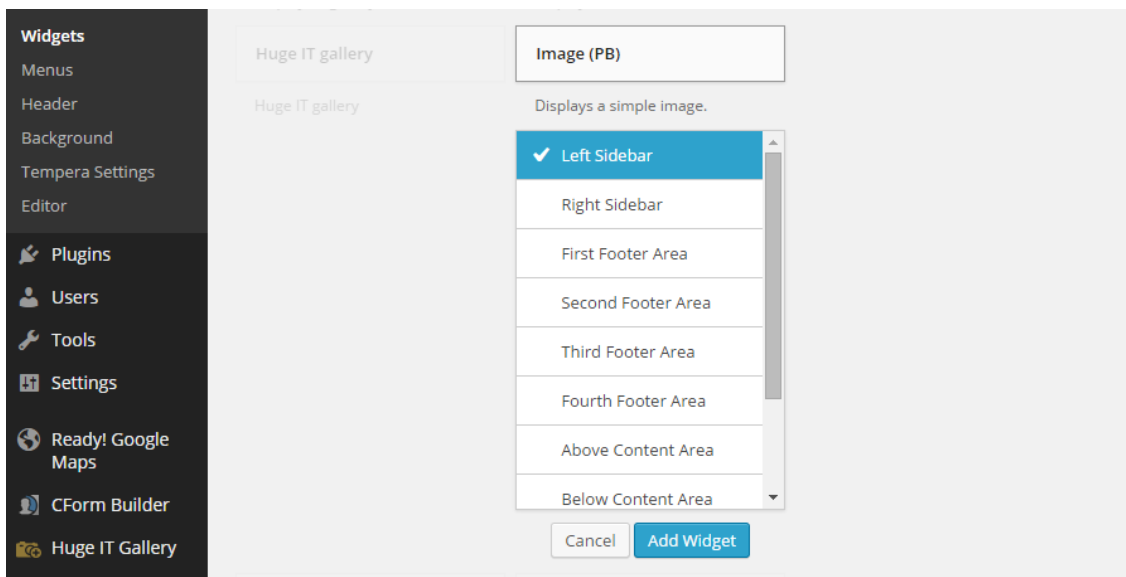 Widgets
Menus
Header
Background
Tempera Settings
Editor
Plugins
Users
Tools
Settings
Ready! Google
Maps
CForm Builder
Huge IT Gallery
Huge IT gallery
Huge IT gallery
Image (PB)
Displays a simple image.
Left Sidebar
Right Sidebar
First Footer Area
Second Footer Area
Third Footer Area
Fourth Footer Area
Above Content Area
Below Content Area
Cancel
Add Widget